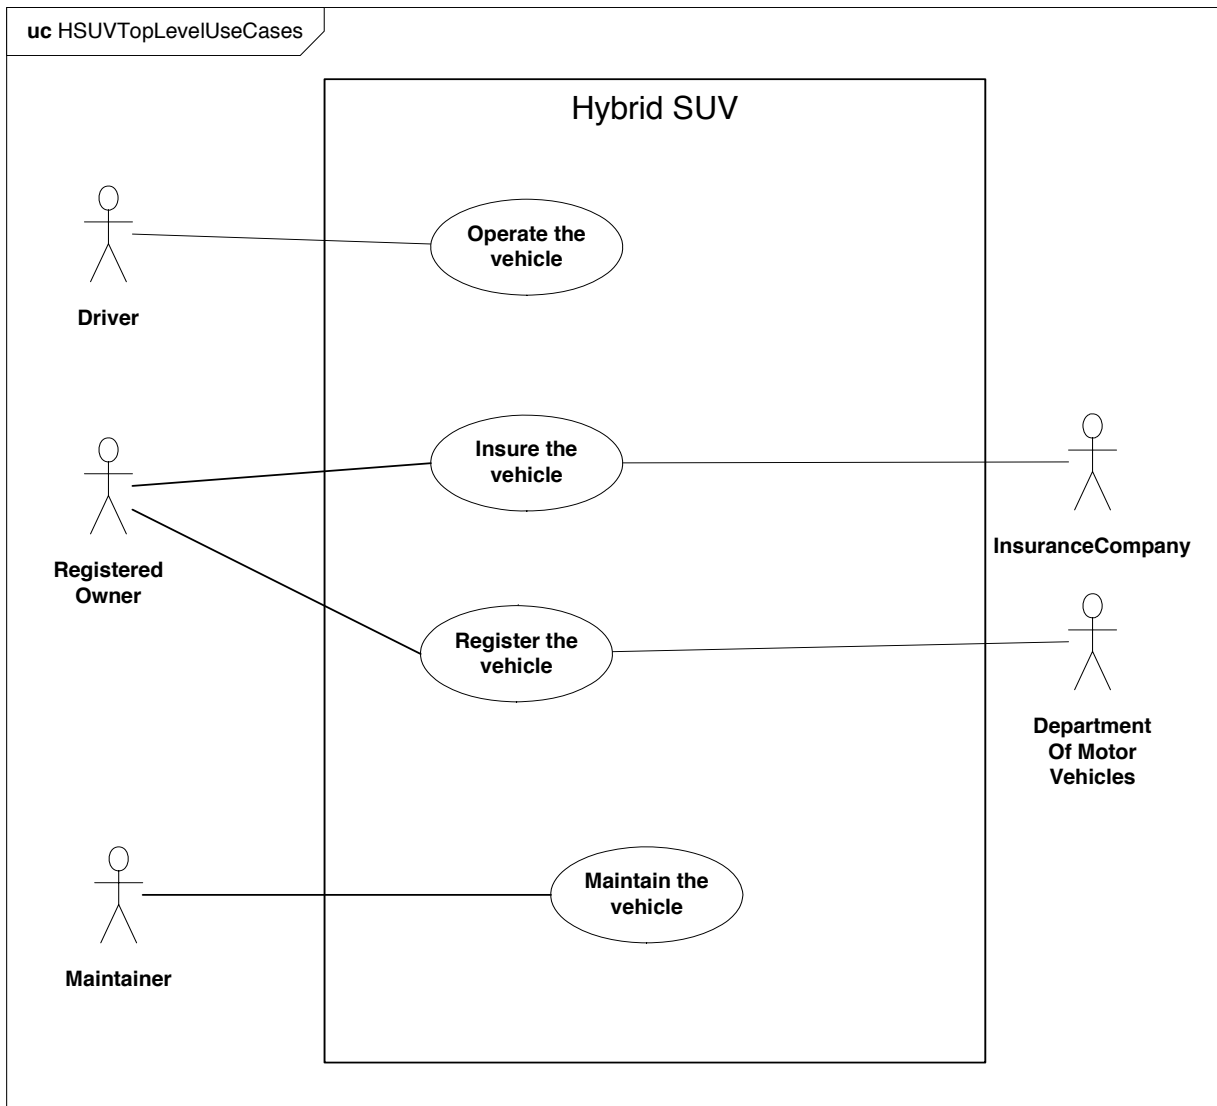 uc HSUVTopLevelUseCases
Hybrid SUV
Operate the
vehicle
Driver
Insure the
vehicle
InsuranceCompany
Registered
Owner
Register the
vehicle
Department
Of Motor
Vehicles
Maintain the
vehicle
Maintainer